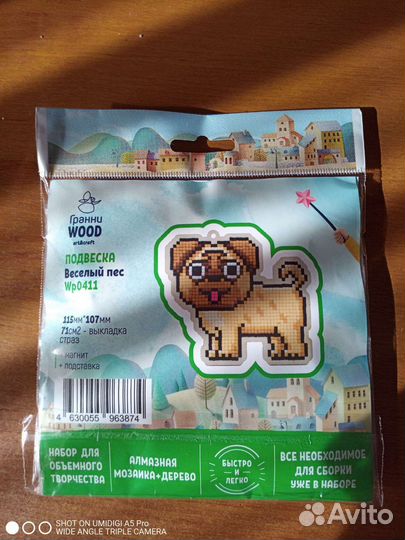 Гранни
WOOD
art&craft
ПОДВЕСКА
Веселый пес
Wp0411
115мм*107мм
71см2 - выкладка
страз
+ магнит
+ подставка
4 630055 963874
НАБОР ДЛЯ
ОБЪЕМНОГО
ТВОРЧЕСТВА
АЛМАЗНАЯ
МОЗАИКА+ДЕРЕВО
БЫСТРО
И
ЛЕГКО
ВСЕ НЕОБХОДИМОЕ
ДЛЯ СБОРКИ
УЖЕ В НАБОРЕ
SHOT ON UMIDIGI A5 Pro
WIDE ANGLE TRIPLE CAMERA
Avito